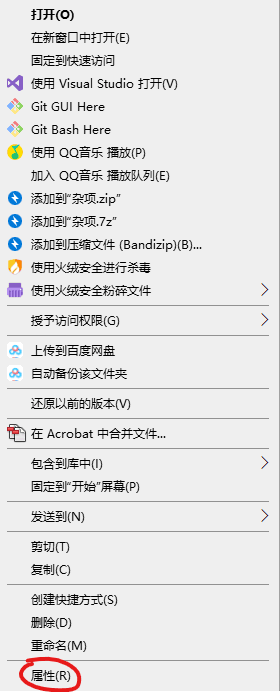 打开(O)
在新窗口中打开(E)
固定到快速访问
使用 Visual Studio 打开(V)
Git GUI Here
Git Bash Here
使用 QQ音乐 播放(P)
加入 QQ音乐 播放队列(E)
添加到“杂项.zip”
添加到“杂项.7z”
添加到压缩文件 (Bandizip)(B)...
使用火绒安全进行杀毒
使用火绒安全粉碎文件
授予访问权限(G)
上传到百度网盘
自动备份该文件夹
还原以前的版本(V)
在 Acrobat 中合并文件...
包含到库中(I)
固定到“开始”屏幕(P)
发送到(N)
剪切(T)
复制(C)
创建快捷方式(S)
删除(D)
重命名(M)
属性(R)